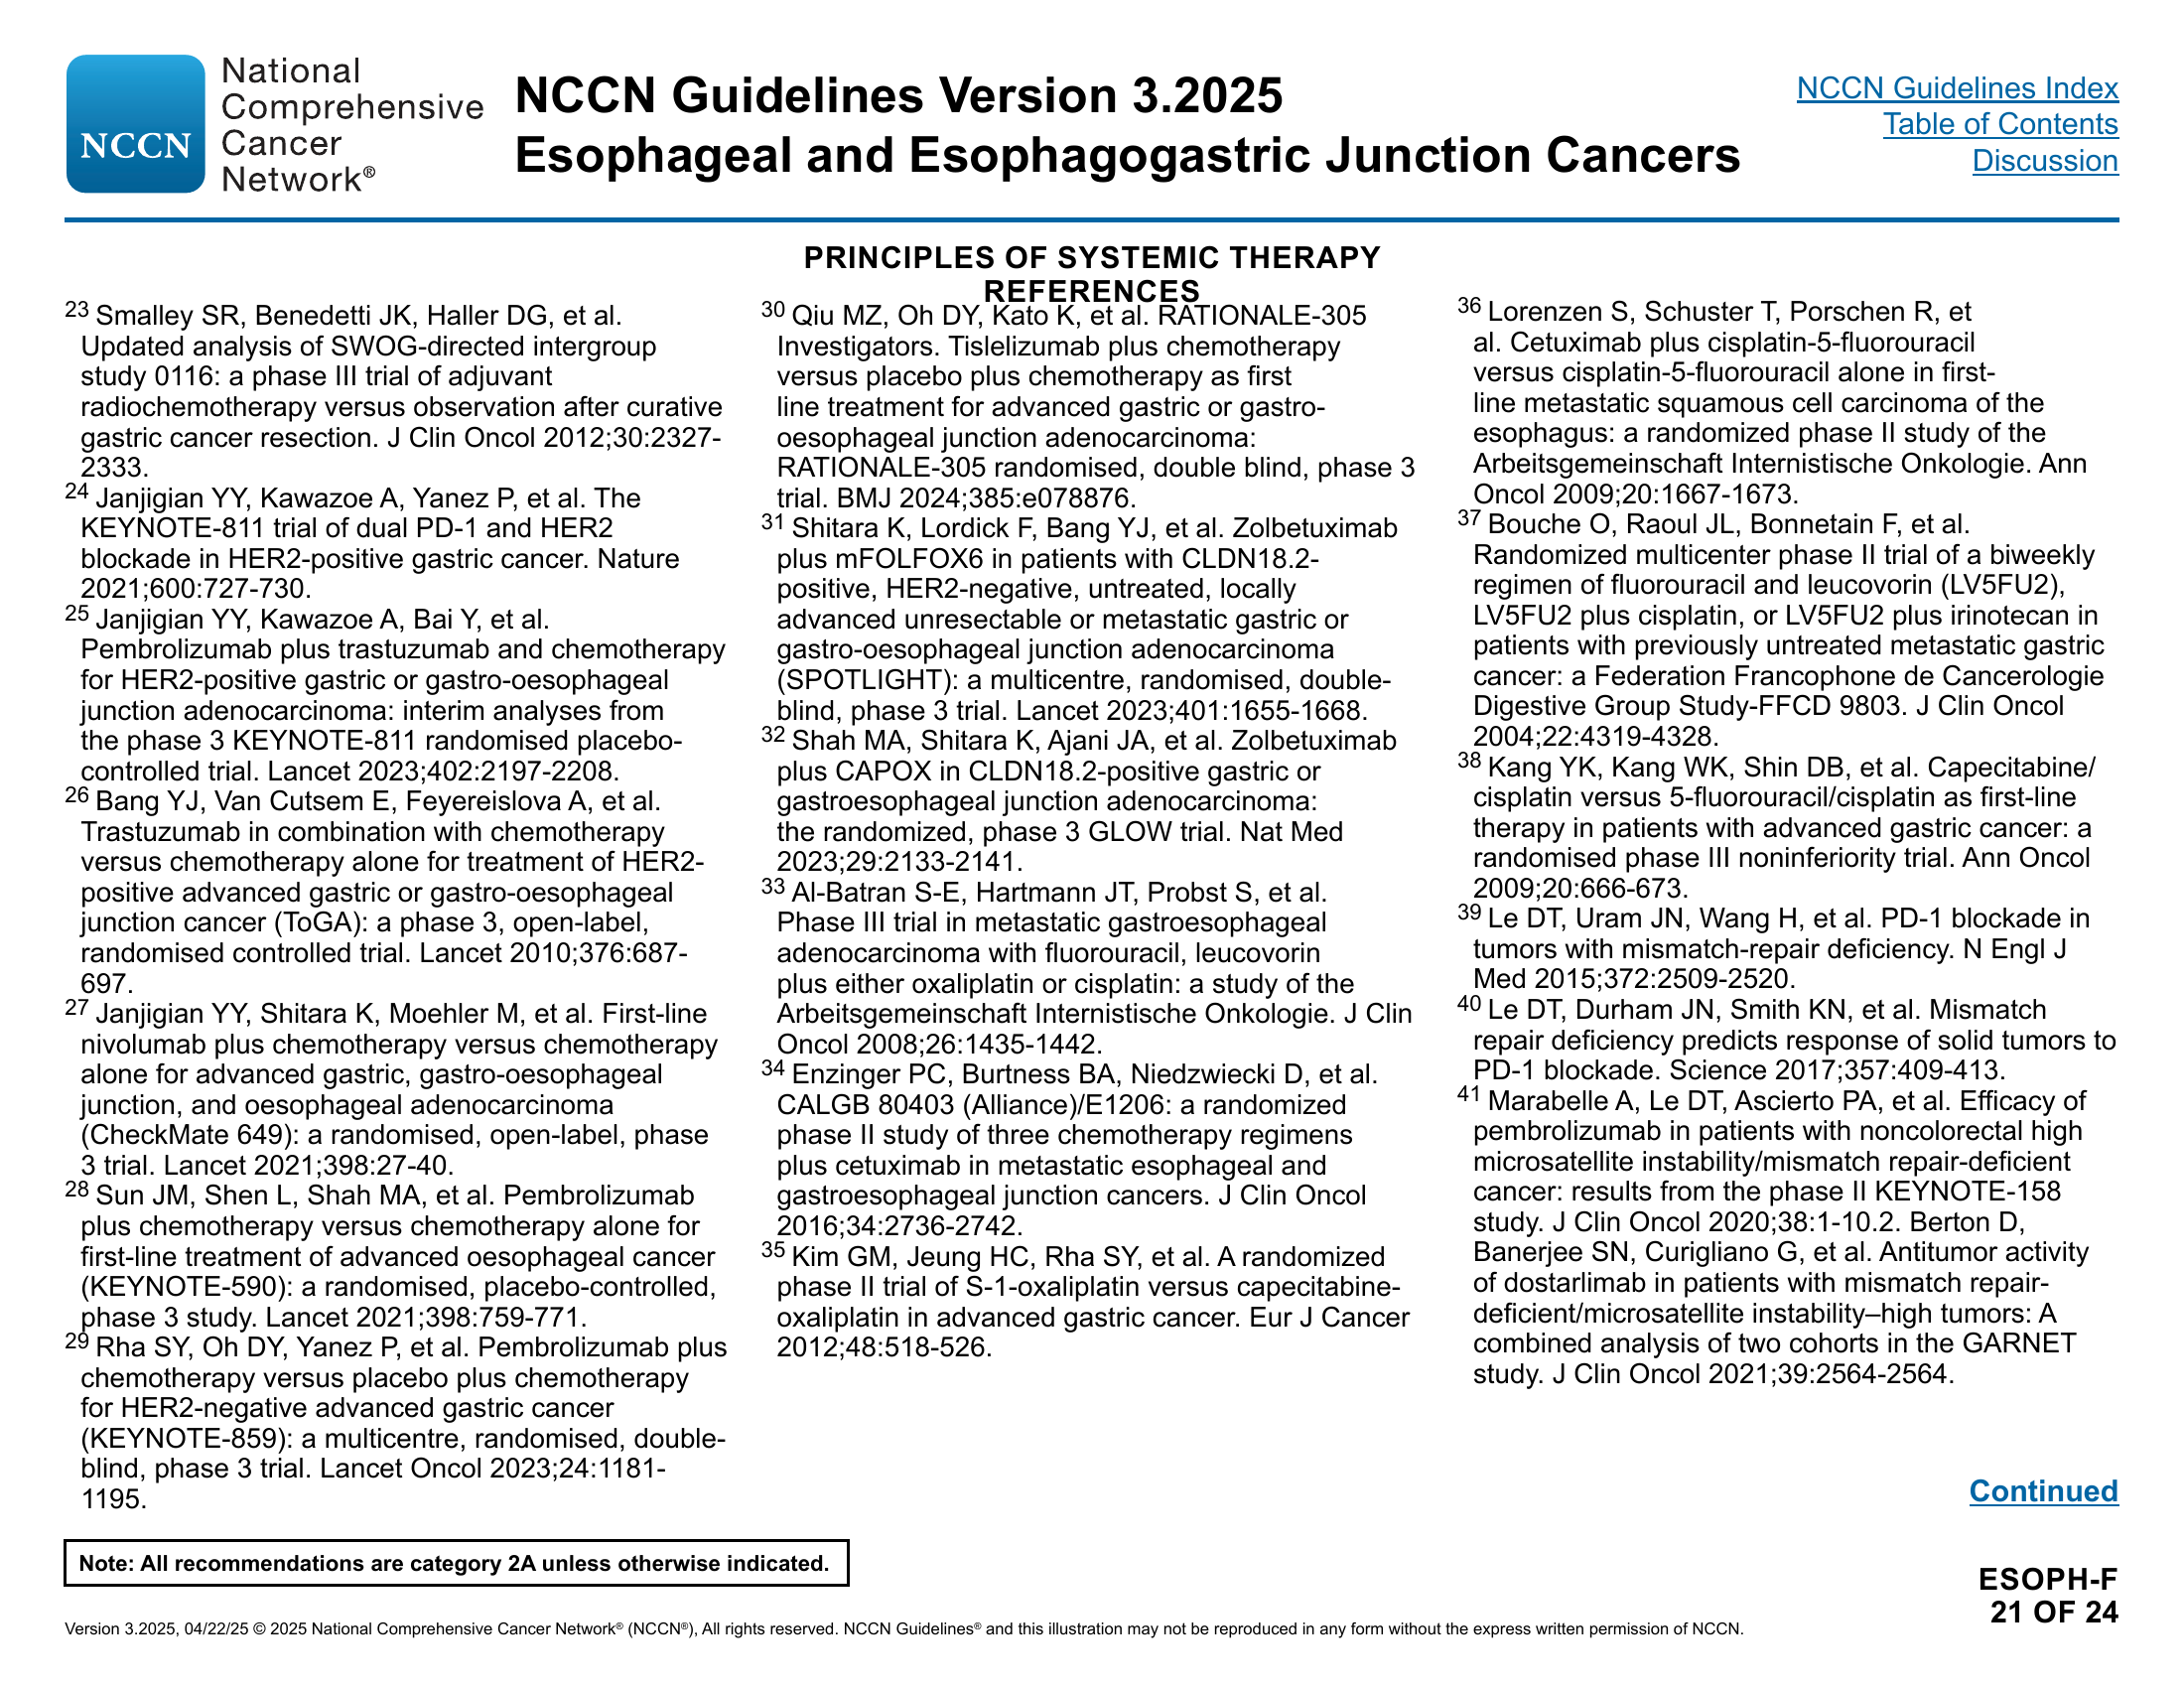 NCCN
National
Comprehensive
Cancer
Network®
NCCN Guidelines Version 3.2025
Esophageal and Esophagogastric Junction Cancers
NCCN Guidelines Index
Table of Contents
Discussion
PRINCIPLES OF SYSTEMIC THERAPY
REFERENCES
23 Smalley SR, Benedetti JK, Haller DG, et al.
Updated analysis of SWOG-directed intergroup
study 0116: a phase III trial of adjuvant
radiochemotherapy versus observation after curative
gastric cancer resection. J Clin Oncol 2012;30:2327-
2333.
24 Janjigian YY, Kawazoe A, Yanez P, et al. The
KEYNOTE-811 trial of dual PD-1 and HER2
blockade in HER2-positive gastric cancer. Nature
2021;600:727-730.
25 Janjigian YY, Kawazoe A, Bai Y, et al.
Pembrolizumab plus trastuzumab and chemotherapy
for HER2-positive gastric or gastro-oesophageal
junction adenocarcinoma: interim analyses from
the phase 3 KEYNOTE-811 randomised placebo-
controlled trial. Lancet 2023;402:2197-2208.
26 Bang YJ, Van Cutsem E, Feyereislova A, et al.
Trastuzumab in combination with chemotherapy
versus chemotherapy alone for treatment of HER2-
positive advanced gastric or gastro-oesophageal
junction cancer (ToGA): a phase 3, open-label,
randomised controlled trial. Lancet 2010;376:687-
697.
27 Janjigian YY, Shitara K, Moehler M, et al. First-line
nivolumab plus chemotherapy versus chemotherapy
alone for advanced gastric, gastro-oesophageal
junction, and oesophageal adenocarcinoma
(CheckMate 649): a randomised, open-label, phase
3 trial. Lancet 2021;398:27-40.
28 Sun JM, Shen L, Shah MA, et al. Pembrolizumab
plus chemotherapy versus chemotherapy alone for
first-line treatment of advanced oesophageal cancer
(KEYNOTE-590): a randomised, placebo-controlled,
phase 3 study. Lancet 2021;398:759-771.
29 Rha SY, Oh DY, Yanez P, et al. Pembrolizumab plus
chemotherapy versus placebo plus chemotherapy
for HER2-negative advanced gastric cancer
(KEYNOTE-859): a multicentre, randomised, double-
blind, phase 3 trial. Lancet Oncol 2023;24:1181-
1195.
30 Qiu MZ, Oh DY, Kato K, et al. RATIONALE-305
Investigators. Tislelizumab plus chemotherapy
versus placebo plus chemotherapy as first
line treatment for advanced gastric or gastro-
oesophageal junction adenocarcinoma:
RATIONALE-305 randomised, double blind, phase 3
trial. BMJ 2024;385:e078876.
31 Shitara K, Lordick F, Bang YJ, et al. Zolbetuximab
plus mFOLFOX6 in patients with CLDN18.2-
positive, HER2-negative, untreated, locally
advanced unresectable or metastatic gastric or
gastro-oesophageal junction adenocarcinoma
(SPOTLIGHT): a multicentre, randomised, double-
blind, phase 3 trial. Lancet 2023;401:1655-1668.
32 Shah MA, Shitara K, Ajani JA, et al. Zolbetuximab
plus CAPOX in CLDN18.2-positive gastric or
gastroesophageal junction adenocarcinoma:
the randomized, phase 3 GLOW trial. Nat Med
2023;29:2133-2141.
33 Al-Batran S-E, Hartmann JT, Probst S, et al.
Phase III trial in metastatic gastroesophageal
adenocarcinoma with fluorouracil, leucovorin
plus either oxaliplatin or cisplatin: a study of the
Arbeitsgemeinschaft Internistische Onkologie. J Clin
Oncol 2008;26:1435-1442.
34 Enzinger PC, Burtness BA, Niedzwiecki D, et al.
CALGB 80403 (Alliance)/E1206: a randomized
phase II study of three chemotherapy regimens
plus cetuximab in metastatic esophageal and
gastroesophageal junction cancers. J Clin Oncol
2016;34:2736-2742.
35 Kim GM, Jeung HC, Rha SY, et al. A randomized
phase II trial of S-1-oxaliplatin versus capecitabine-
oxaliplatin in advanced gastric cancer. Eur J Cancer
2012;48:518-526.
36 Lorenzen S, Schuster T, Porschen R, et
al. Cetuximab plus cisplatin-5-fluorouracil
versus cisplatin-5-fluorouracil alone in first-
line metastatic squamous cell carcinoma of the
esophagus: a randomized phase II study of the
Arbeitsgemeinschaft Internistische Onkologie. Ann
Oncol 2009;20:1667-1673.
37 Bouche O, Raoul JL, Bonnetain F, et al.
Randomized multicenter phase II trial of a biweekly
regimen of fluorouracil and leucovorin (LV5FU2),
LV5FU2 plus cisplatin, or LV5FU2 plus irinotecan in
patients with previously untreated metastatic gastric
cancer: a Federation Francophone de Cancerologie
Digestive Group Study-FFCD 9803. J Clin Oncol
2004;22:4319-4328.
38 Kang YK, Kang WK, Shin DB, et al. Capecitabine/
cisplatin versus 5-fluorouracil/cisplatin as first-line
therapy in patients with advanced gastric cancer: a
randomised phase III noninferiority trial. Ann Oncol
2009;20:666-673.
39 Le DT, Uram JN, Wang H, et al. PD-1 blockade in
tumors with mismatch-repair deficiency. N Engl J
Med 2015;372:2509-2520.
40 Le DT, Durham JN, Smith KN, et al. Mismatch
repair deficiency predicts response of solid tumors to
PD-1 blockade. Science 2017;357:409-413.
41 Marabelle A, Le DT, Ascierto PA, et al. Efficacy of
pembrolizumab in patients with noncolorectal high
microsatellite instability/mismatch repair-deficient
cancer: results from the phase II KEYNOTE-158
study. J Clin Oncol 2020;38:1-10.2. Berton D,
Banerjee SN, Curigliano G, et al. Antitumor activity
of dostarlimab in patients with mismatch repair-
deficient/microsatellite instability–high tumors: A
combined analysis of two cohorts in the GARNET
study. J Clin Oncol 2021;39:2564-2564.
Continued
Note: All recommendations are category 2A unless otherwise indicated.
ESOPH-F
21 OF 24
Version 3.2025, 04/22/25 © 2025 National Comprehensive Cancer Network® (NCCN®), All rights reserved. NCCN Guidelines® and this illustration may not be reproduced in any form without the express written permission of NCCN.